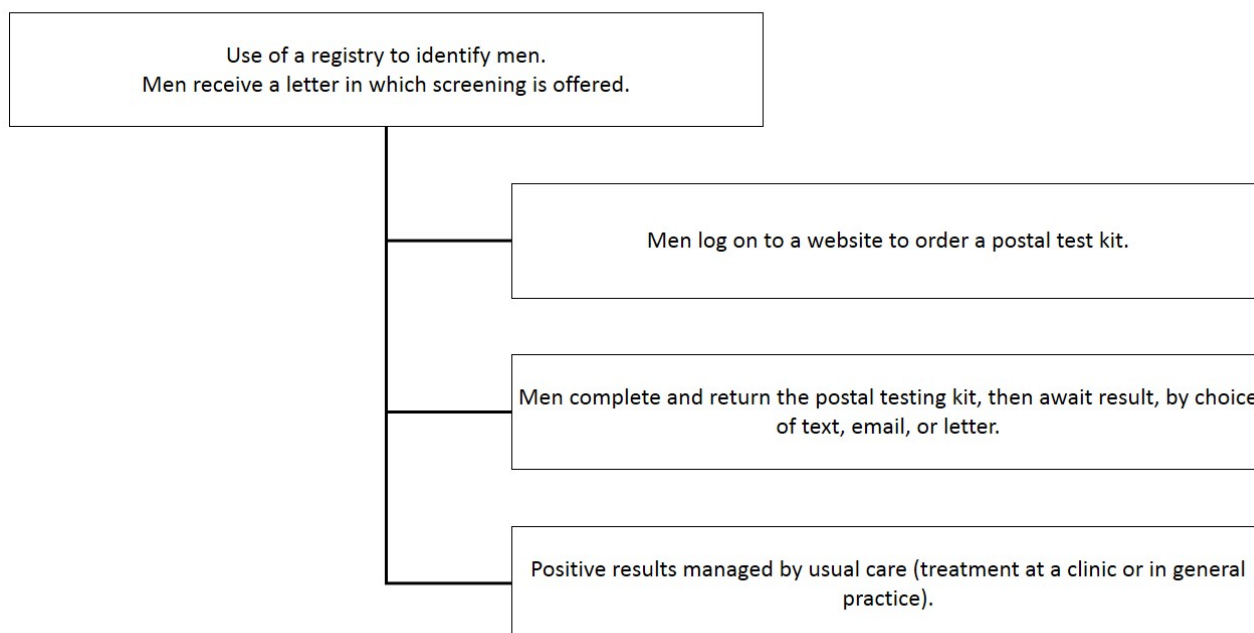 Use of a registry to identify men.
Men receive a letter in which screening is offered.
Men log on to a website to order a postal test kit.
Men complete and return the postal testing kit, then await result, by choice
of text, email, or letter.
Positive results managed by usual care (treatment at a clinic or in general
practice).